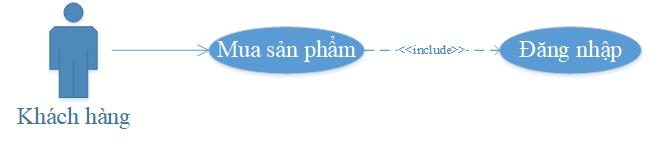 Mua sản phẩm
<<include>>
Đăng nhập
Khách hàng